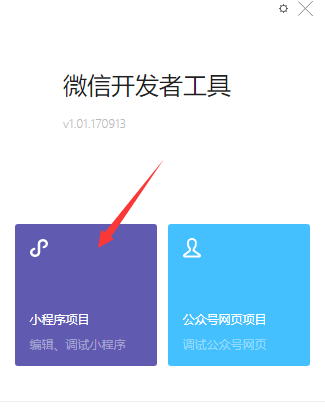 微信开发者工具
v1.01.170913
小程序项目
编辑、调试小程序
公众号网页项目
调试公众号网页